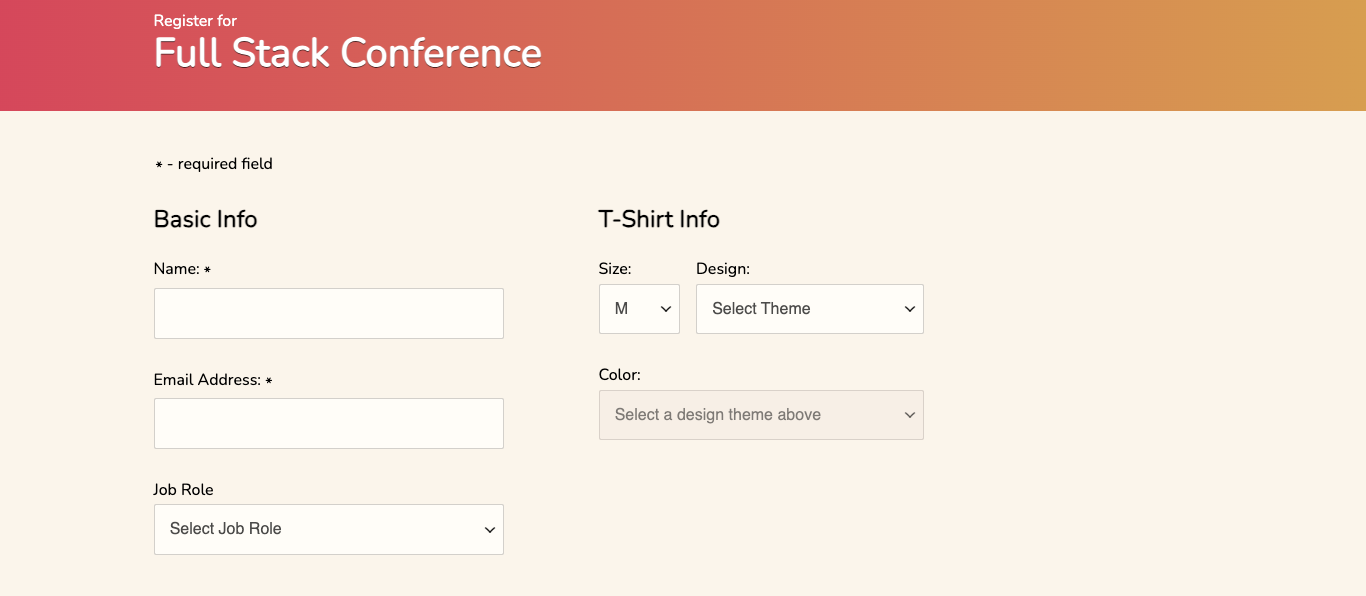 Register for
Full Stack Conference
* - required field
Basic Info
Name: *
Email Address: *
Job Role
Select Job Role
T-Shirt Info
Size:
M
Design:
Select Theme
Color:
Select a design theme above